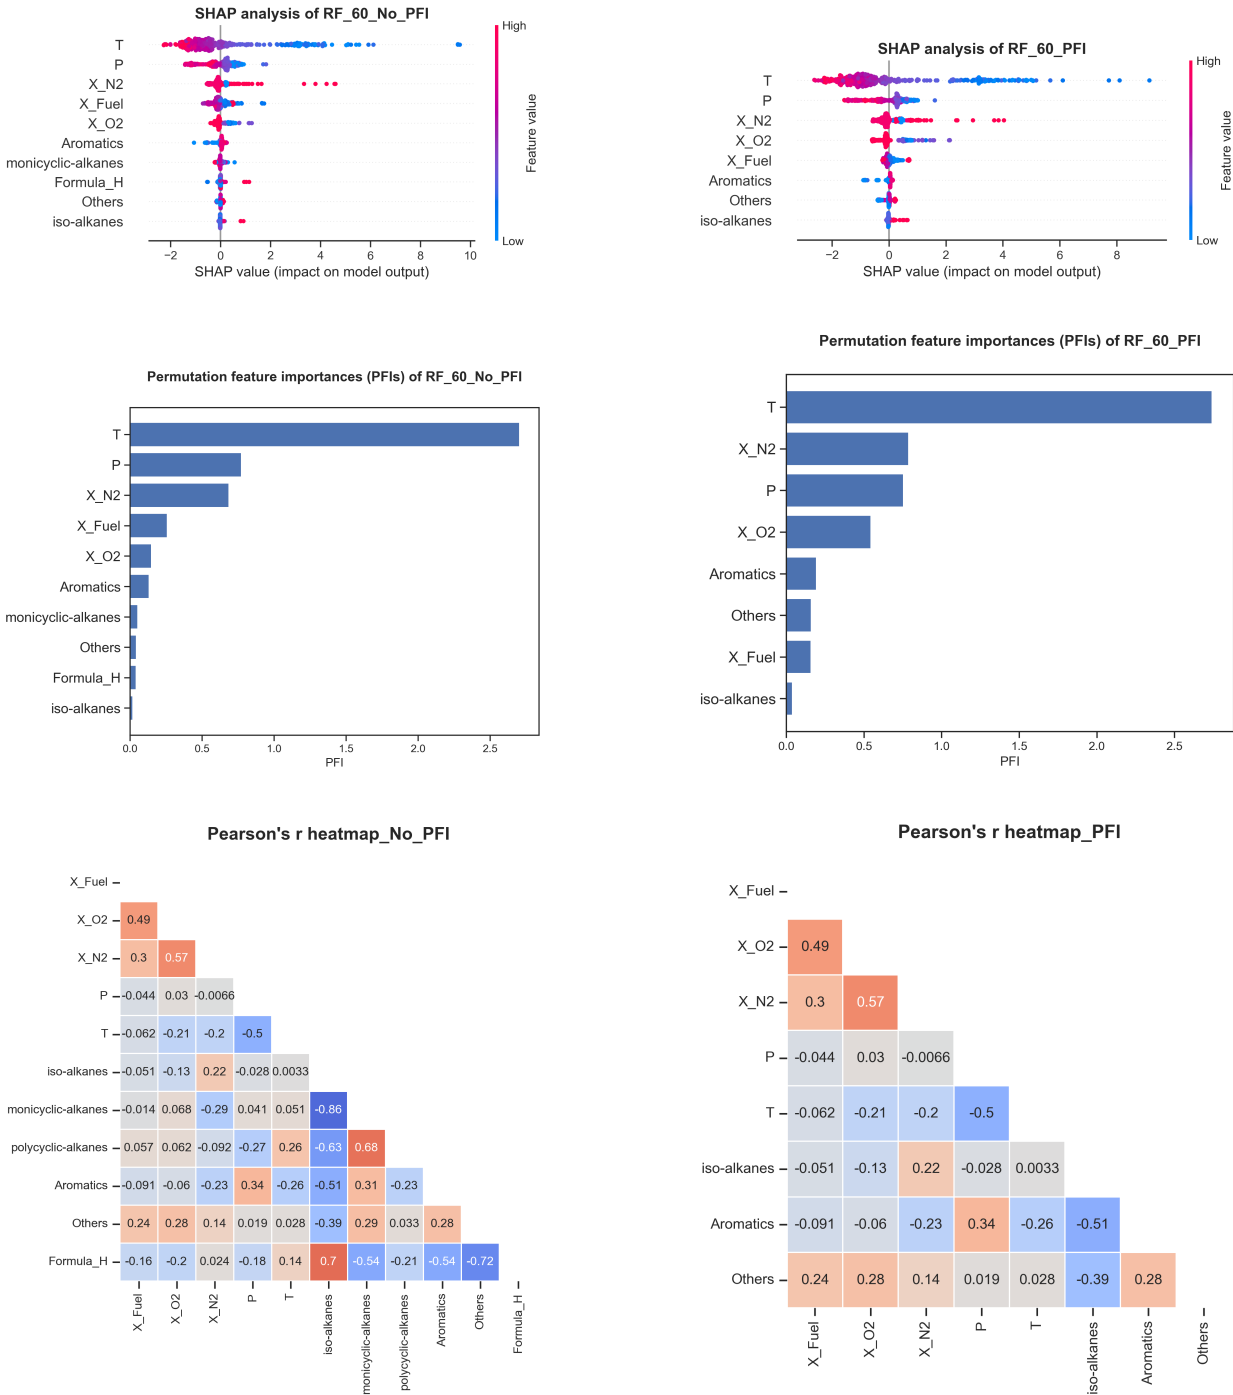 SHAP analysis of RF_60_No_PFI
High
T
P
X_N2
X_Fuel
X_O2
Aromatics
monicyclic-alkanes
Formula_H
Others
iso-alkanes
Feature value
Low
−2 0 2 4 6 8 10
SHAP value (impact on model output)
SHAP analysis of RF_60_PFI
High
T
P
X_N2
X_O2
X_Fuel
Aromatics
Others
iso-alkanes
Feature value
Low
−2 0 2 4 6 8
SHAP value (impact on model output)
Permutation feature importances (PFIs) of RF_60_No_PFI
T
P
X_N2
X_Fuel
X_O2
Aromatics
monicyclic-alkanes
Others
Formula_H
iso-alkanes
0.0 0.5 1.0 1.5 2.0 2.5
PFI
Permutation feature importances (PFIs) of RF_60_PFI
T
X_N2
P
X_O2
Aromatics
Others
X_Fuel
iso-alkanes
0.0 0.5 1.0 1.5 2.0 2.5
PFI
Pearson's r heatmap_No_PFI
X_Fuel
X_O2 0.49
X_N2 0.3 0.57
P -0.044 0.03 -0.0066
T -0.062 -0.21 -0.2 -0.5
iso-alkanes -0.051 -0.13 0.22 -0.028 0.0033
monicyclic-alkanes -0.014 0.068 -0.29 0.041 0.051 -0.86
polycyclic-alkanes 0.057 0.062 -0.092 -0.27 0.26 -0.63 0.68
Aromatics -0.091 -0.06 -0.23 0.34 -0.26 -0.51 0.31 -0.23
Others 0.24 0.28 0.14 0.019 0.028 -0.39 0.29 0.033 0.28
Formula_H -0.16 -0.2 0.024 -0.18 0.14 0.7 -0.54 -0.21 -0.54 -0.72
X_Fuel X_O2 X_N2 P T iso-alkanes monicyclic-alkanes polycyclic-alkanes Aromatics Others Formula_H
Pearson's r heatmap_PFI
X_Fuel
X_O2 0.49
X_N2 0.3 0.57
P -0.044 0.03 -0.0066
T -0.062 -0.21 -0.2 -0.5
iso-alkanes -0.051 -0.13 0.22 -0.028 0.0033
Aromatics -0.091 -0.06 -0.23 0.34 -0.26 -0.51
Others 0.24 0.28 0.14 0.019 0.028 -0.39 0.28
X_Fuel X_O2 X_N2 P T iso-alkanes Aromatics Others